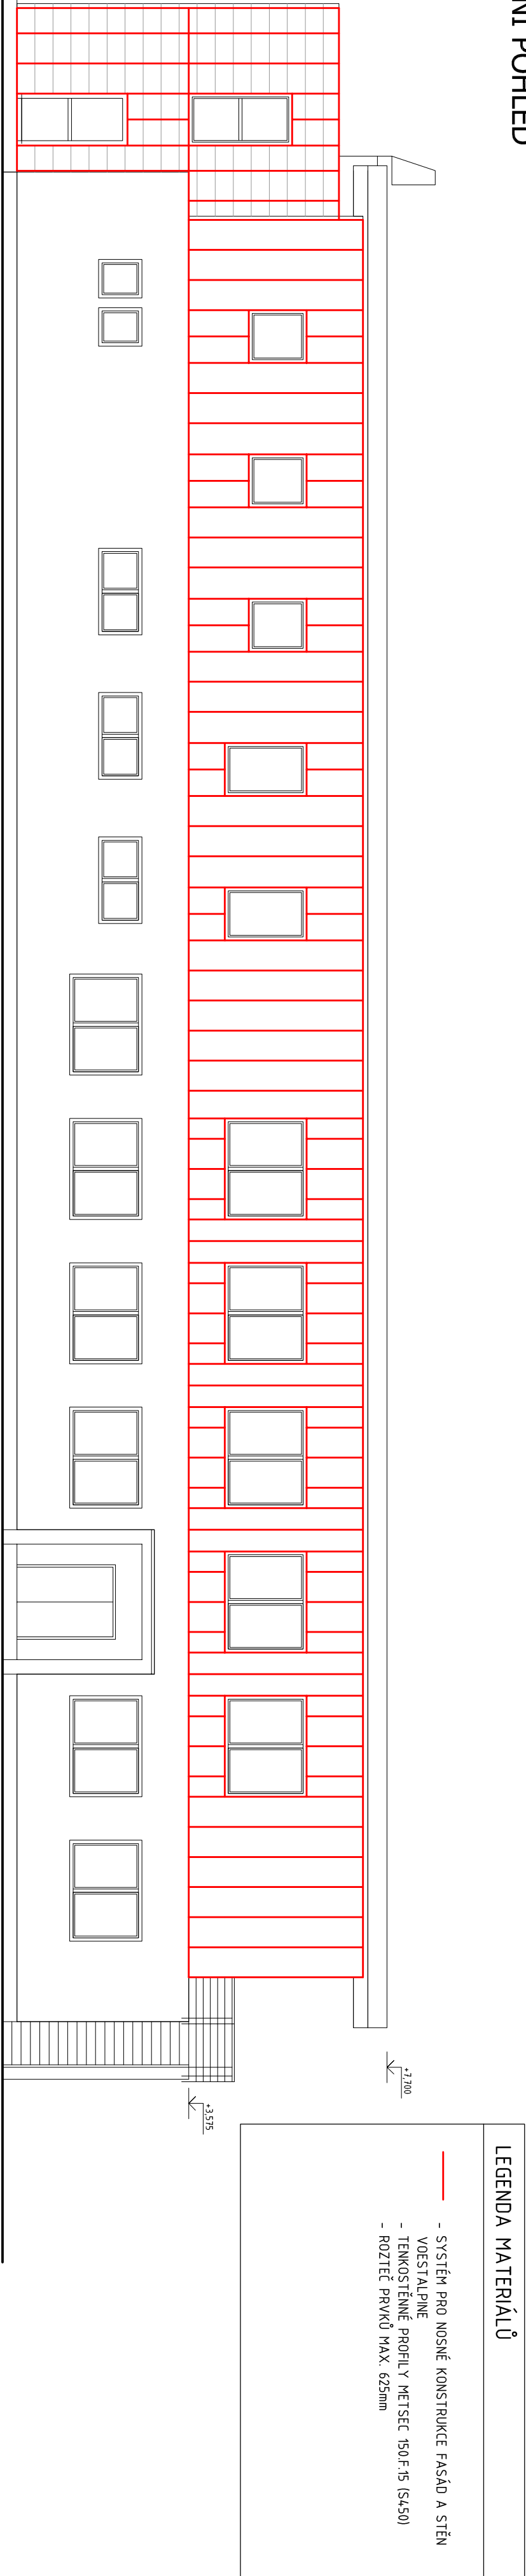 NÍ POHLED
+7,700
+3,575
LEGENDA MATERIÁLŮ
- SYSTÉM PRO NOSNÉ KONSTRUKCE FASÁD A STĚN
VOESTALPINE
- TENKOSTĚNNÉ PROFILY METSEC 150.F.15 (S450)
- ROZTEČ PRVKŮ MAX. 625mm